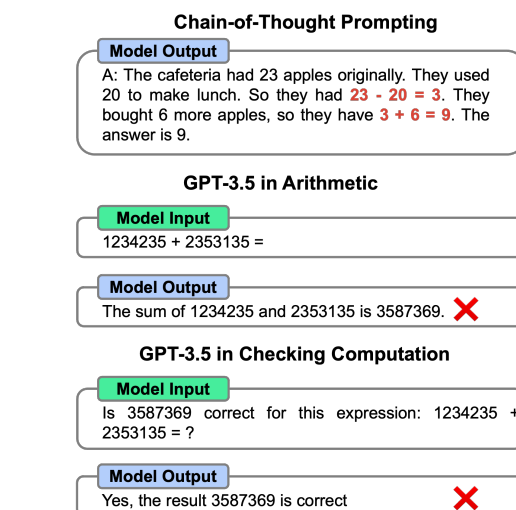 Chain-of-Thought Prompting
Model Output
A: The cafeteria had 23 apples originally. They used
20 to make lunch. So they had 23 - 20 = 3. They
bought 6 more apples, so they have 3 + 6 = 9. The
answer is 9.
GPT-3.5 in Arithmetic
Model Input
1234235 + 2353135 =
Model Output
The sum of 1234235 and 2353135 is 3587369.
GPT-3.5 in Checking Computation
Model Input
Is 3587369 correct for this expression: 1234235 +
2353135 = ?
Model Output
Yes, the result 3587369 is correct